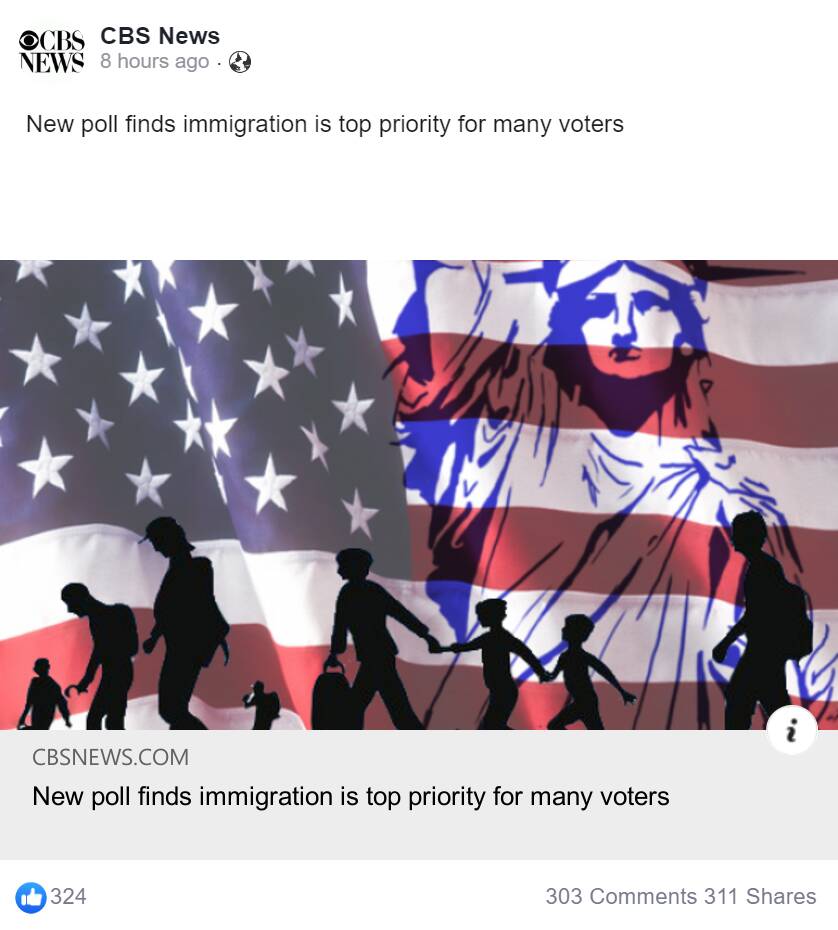 CBS NEWS
CBS News
8 hours ago ·
New poll finds immigration is top priority for many voters
i
CBSNEWS.COM
New poll finds immigration is top priority for many voters
324
303 Comments 311 Shares